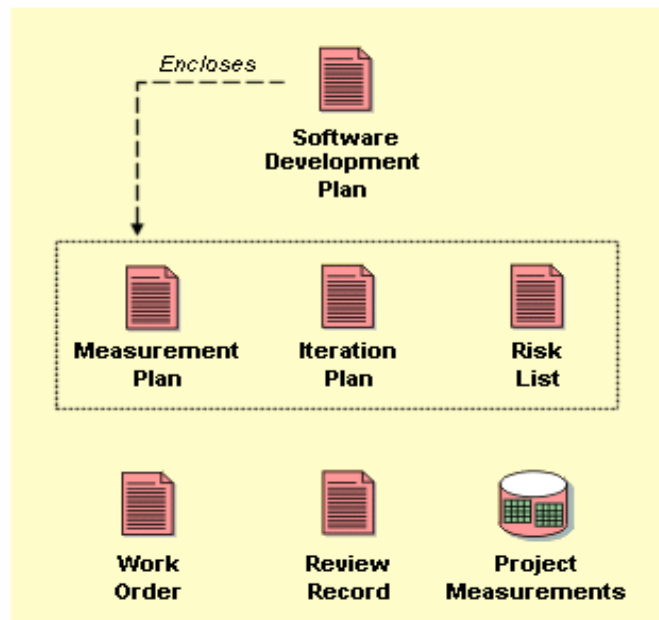 Encloses
Software
Development
Plan
Measurement
Plan
Iteration
Plan
Risk
List
Work
Order
Review
Record
Project
Measurements